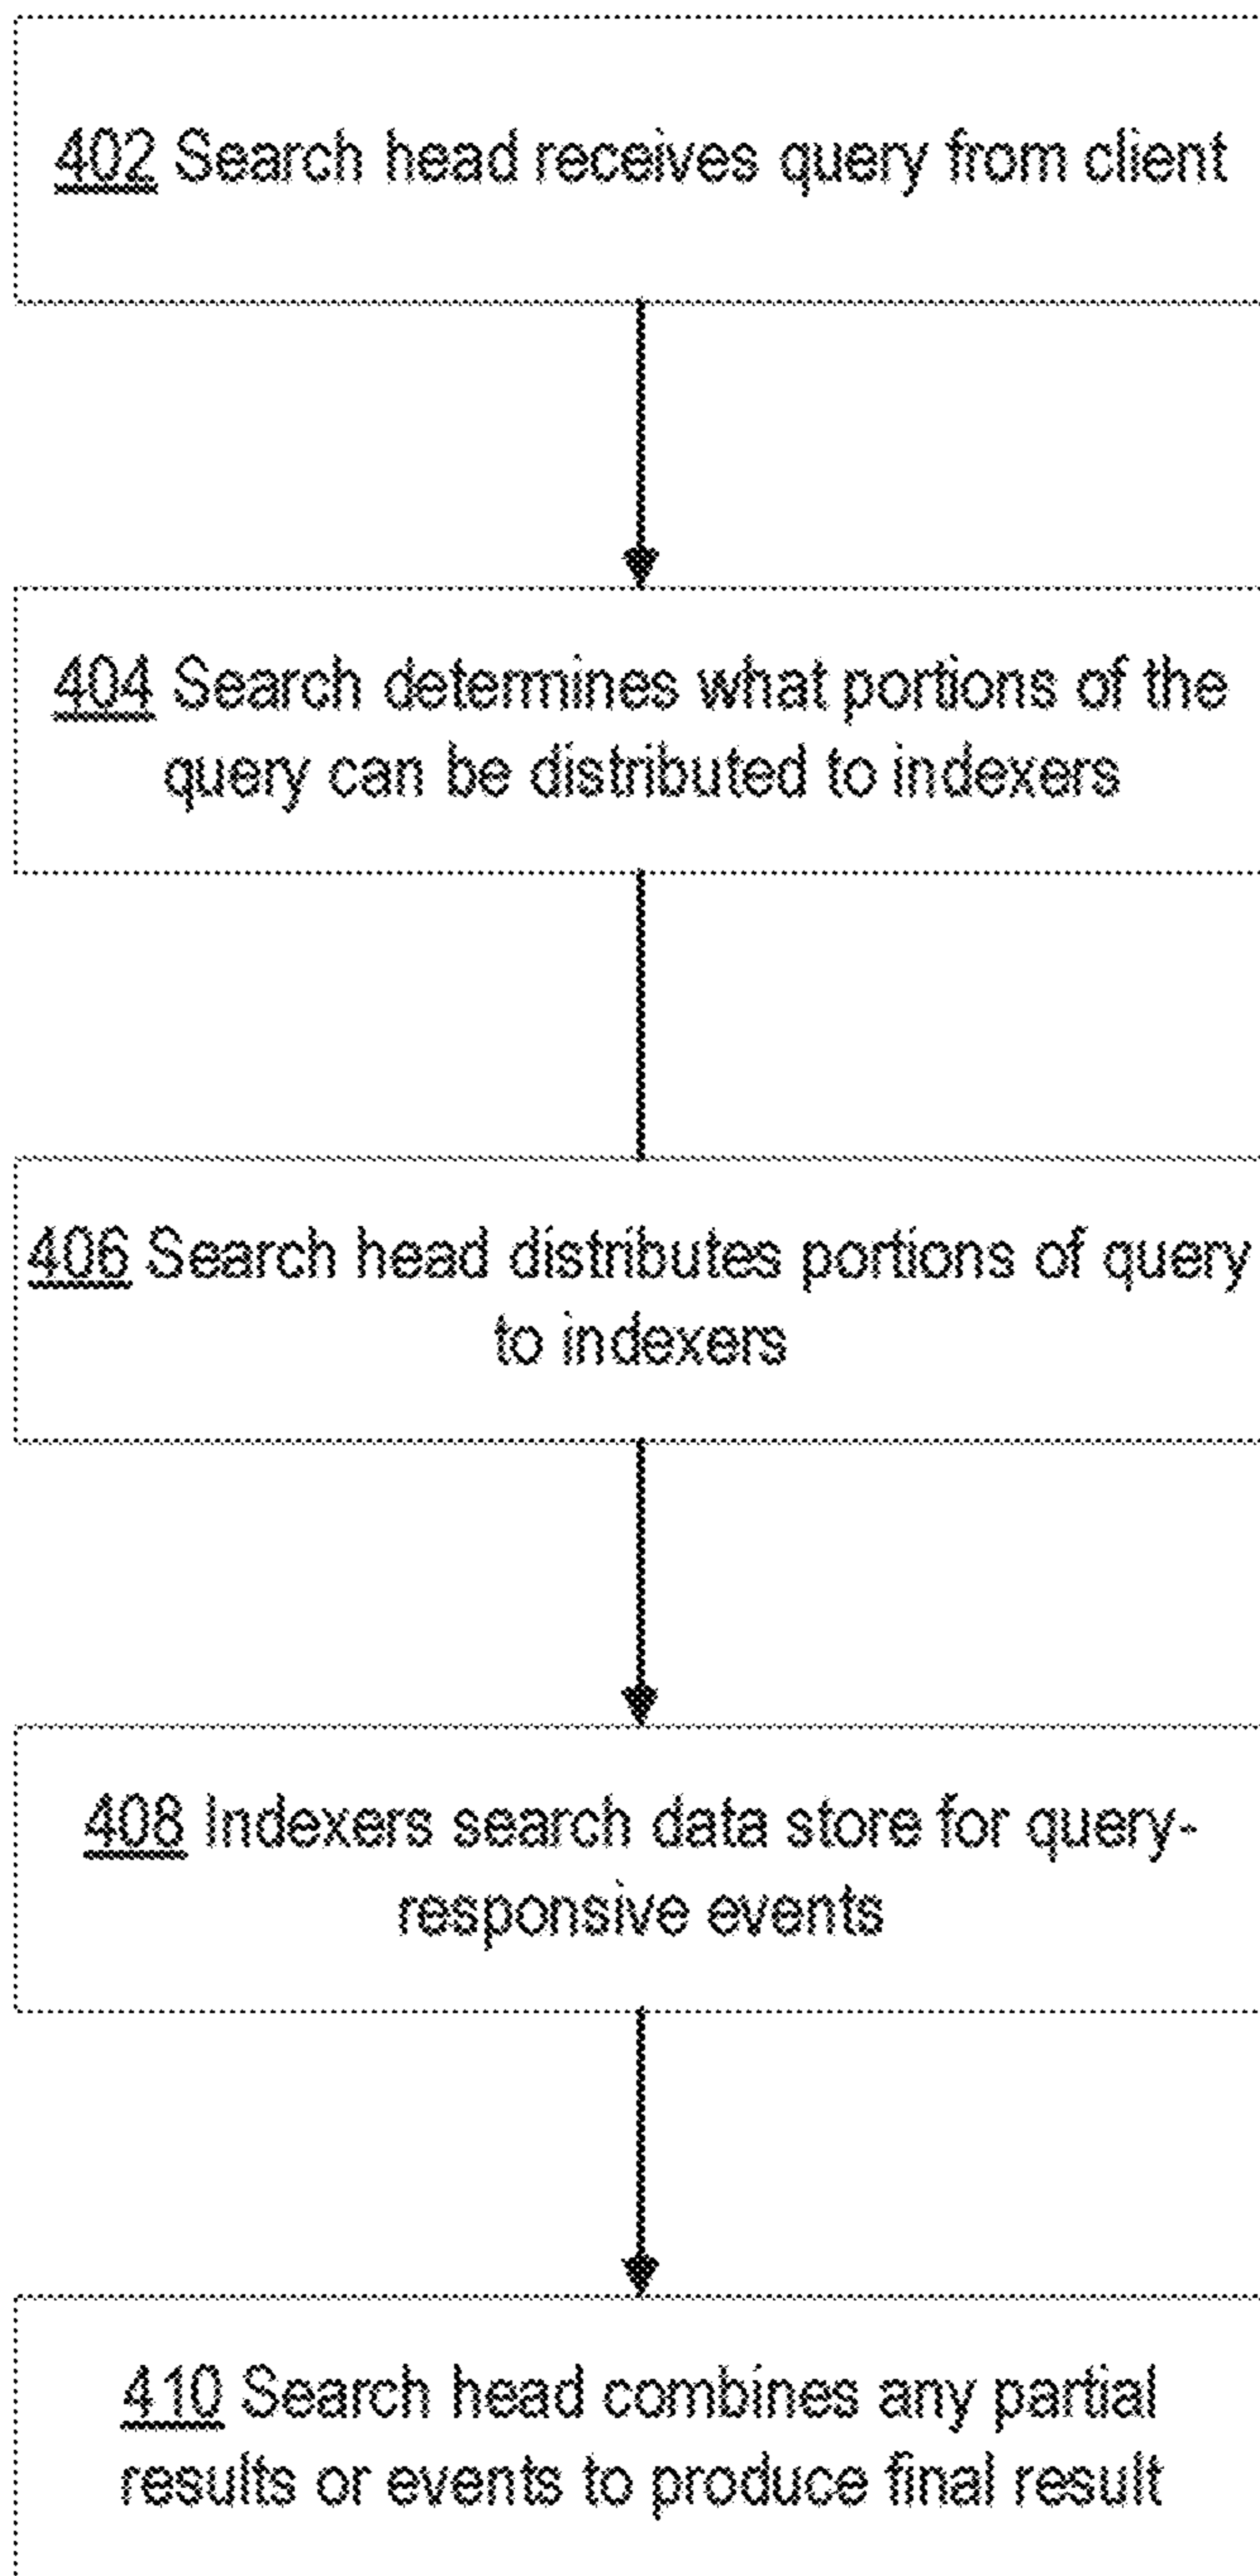 402 Search head receives query from client
404 Search determines what portions of the
query can be distributed to indexers
406 Search head distributes portions of query
to indexers
408 Indexers search data store for query-
responsive events
410 Search head combines any partial
results or events to produce final result